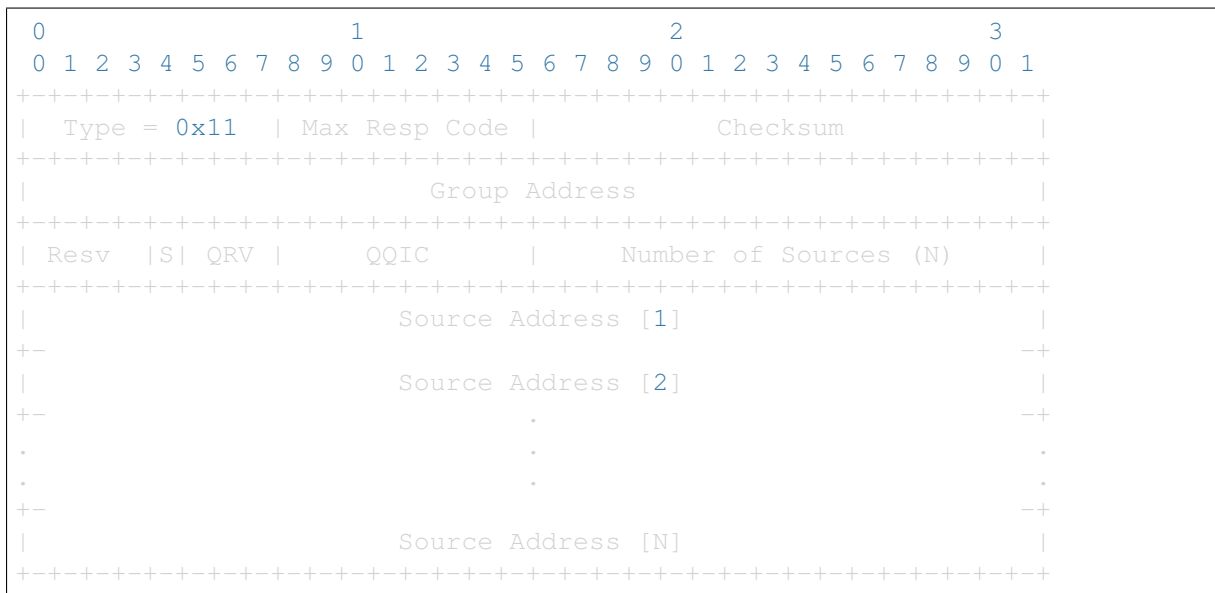 0                   1                   2                   3
 0 1 2 3 4 5 6 7 8 9 0 1 2 3 4 5 6 7 8 9 0 1 2 3 4 5 6 7 8 9 0 1
+-+-+-+-+-+-+-+-+-+-+-+-+-+-+-+-+-+-+-+-+-+-+-+-+-+-+-+-+-+-+-+-+
|  Type = 0x11  | Max Resp Code |           Checksum            |
+-+-+-+-+-+-+-+-+-+-+-+-+-+-+-+-+-+-+-+-+-+-+-+-+-+-+-+-+-+-+-+-+
|                         Group Address                         |
+-+-+-+-+-+-+-+-+-+-+-+-+-+-+-+-+-+-+-+-+-+-+-+-+-+-+-+-+-+-+-+-+
| Resv  |S| QRV |     QQIC      |     Number of Sources (N)     |
+-+-+-+-+-+-+-+-+-+-+-+-+-+-+-+-+-+-+-+-+-+-+-+-+-+-+-+-+-+-+-+-+
|                       Source Address [1]                      |
+-                                                             -+
|                       Source Address [2]                      |
+-                              .                              -+
.                               .                               .
.                               .                               .
+-                                                             -+
|                       Source Address [N]                      |
+-+-+-+-+-+-+-+-+-+-+-+-+-+-+-+-+-+-+-+-+-+-+-+-+-+-+-+-+-+-+-+-+